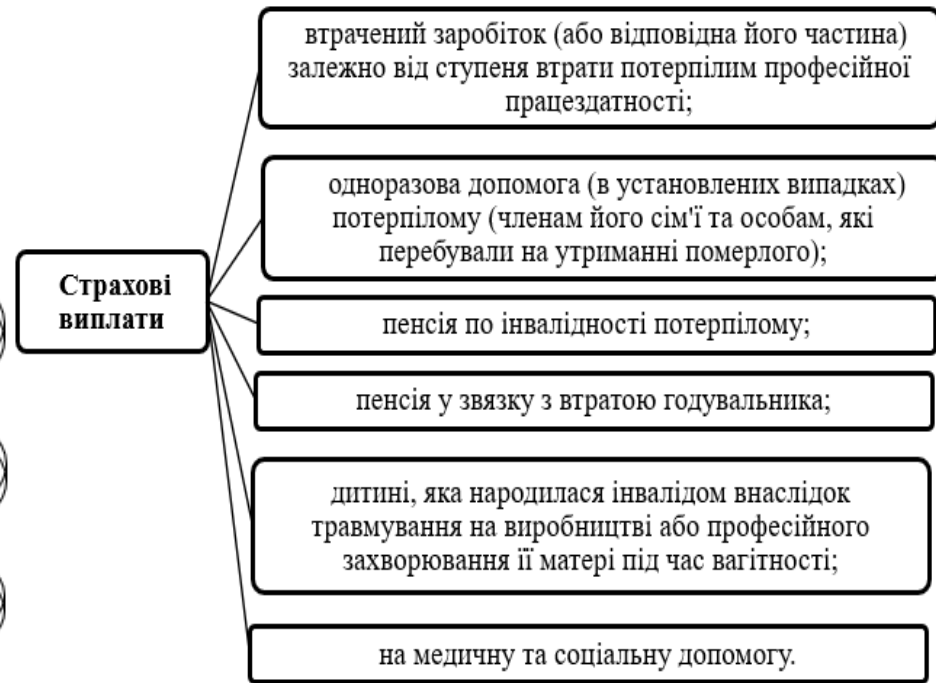 втрачений заробіток (або відповідна його частина)
залежно від ступеня втрати потерпілим професійної
працездатності;
одноразова допомога (в установлених випадках)
потерпілому (членам його сім'ї та особам, які
перебували на утриманні померлого);
Страхові
виплати
пенсія по інвалідності потерпілому;
пенсія у звязку з втратою годувальника;
дитині, яка народилася інвалідом внаслідок
травмування на виробництві або професійного
захворювання її матері під час вагітності;
на медичну та соціальну допомогу.